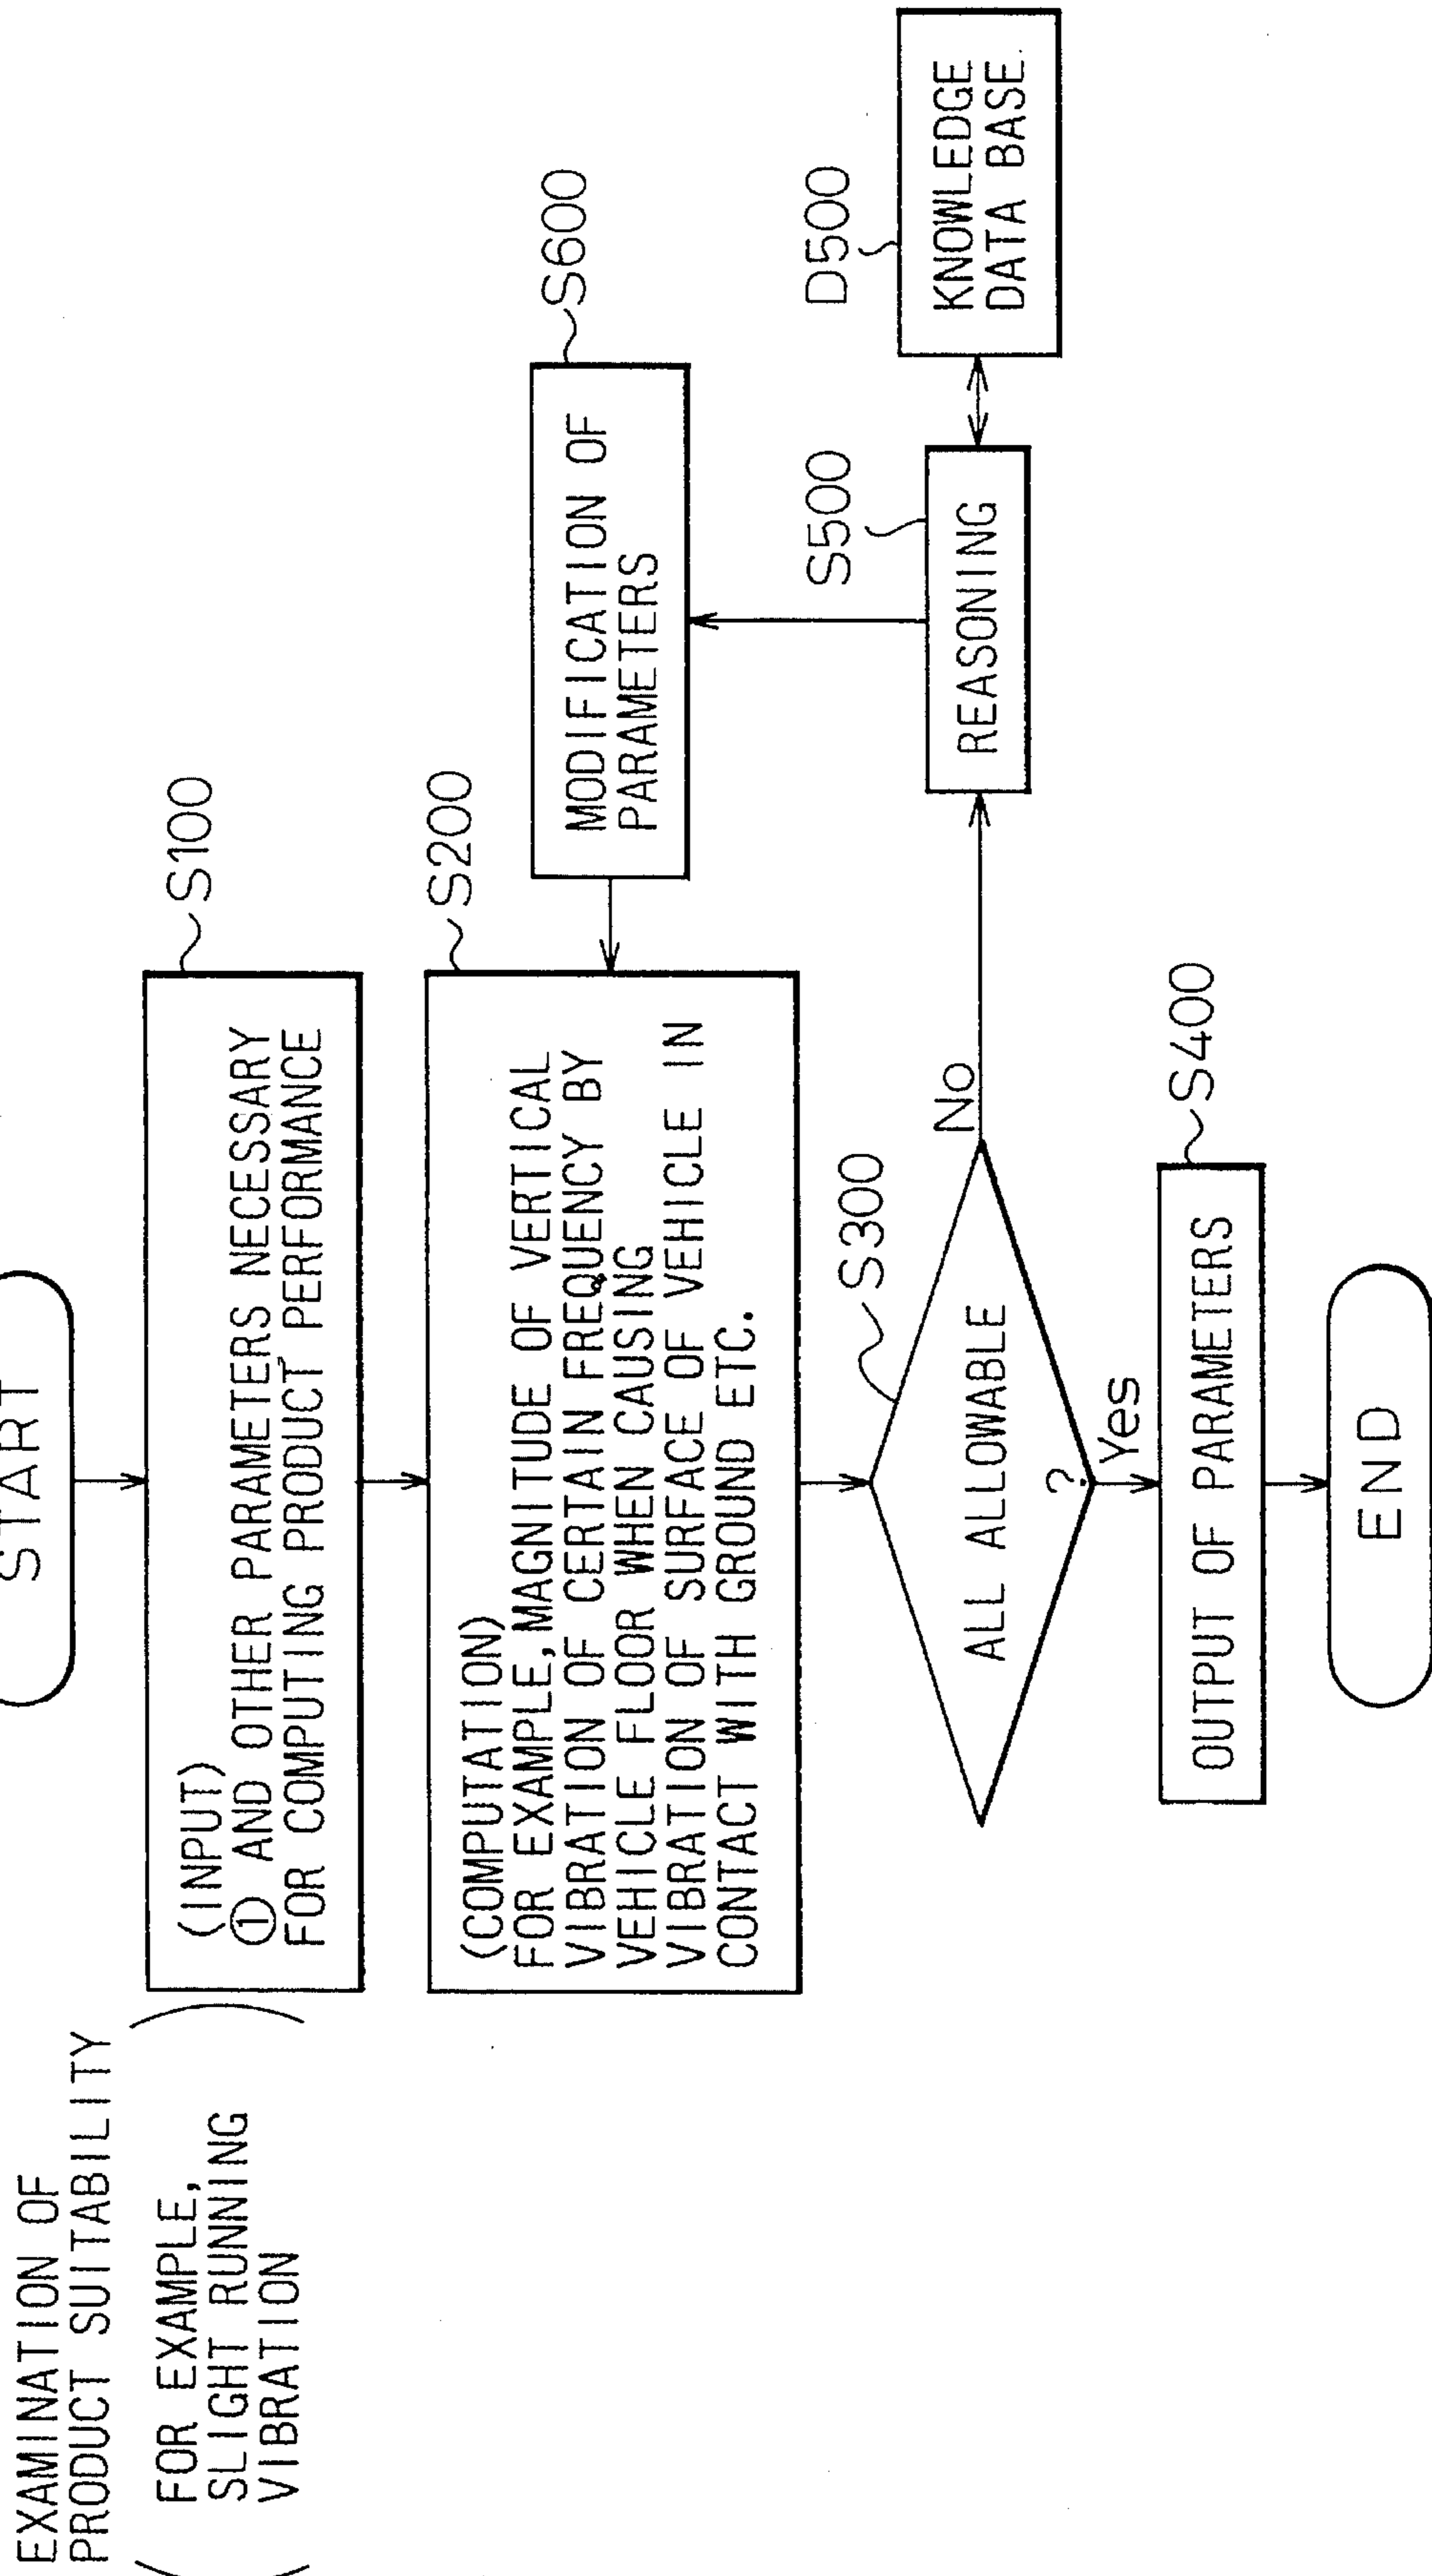 EXAMINATION OF
PRODUCT SUITABILITY
( FOR EXAMPLE,
SLIGHT RUNNING
VIBRATION )
START
S100
(INPUT)
① AND OTHER PARAMETERS NECESSARY
FOR COMPUTING PRODUCT PERFORMANCE
S200
(COMPUTATION)
FOR EXAMPLE, MAGNITUDE OF VERTICAL
VIBRATION OF CERTAIN FREQUENCY BY
VEHICLE FLOOR WHEN CAUSING
VIBRATION OF SURFACE OF VEHICLE IN
CONTACT WITH GROUND ETC.
S600
MODIFICATION OF
PARAMETERS
S300
ALL ALLOWABLE
?
No
Yes
S500
REASONING
D500
KNOWLEDGE
DATA BASE.
S400
OUTPUT OF PARAMETERS
END